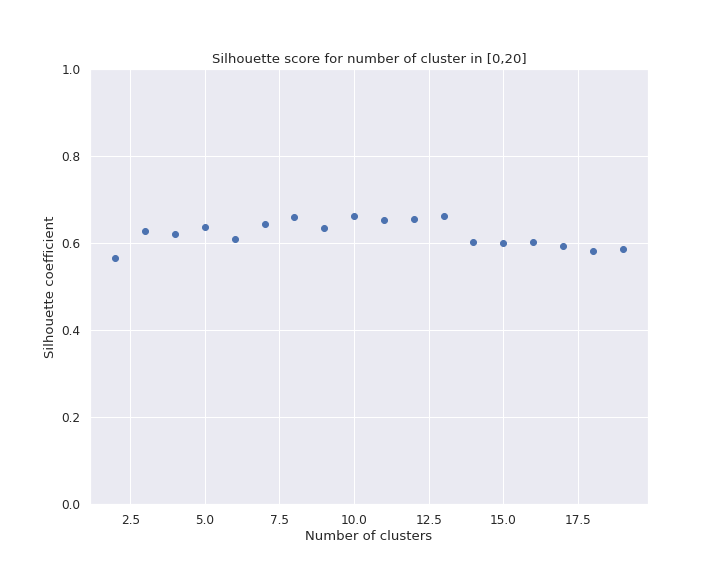 Silhouette score for number of cluster in [0,20]
1.0
0.8
0.6
0.4
0.2
0.0
Silhouette coefficient
2.5 5.0 7.5 10.0 12.5 15.0 17.5
Number of clusters